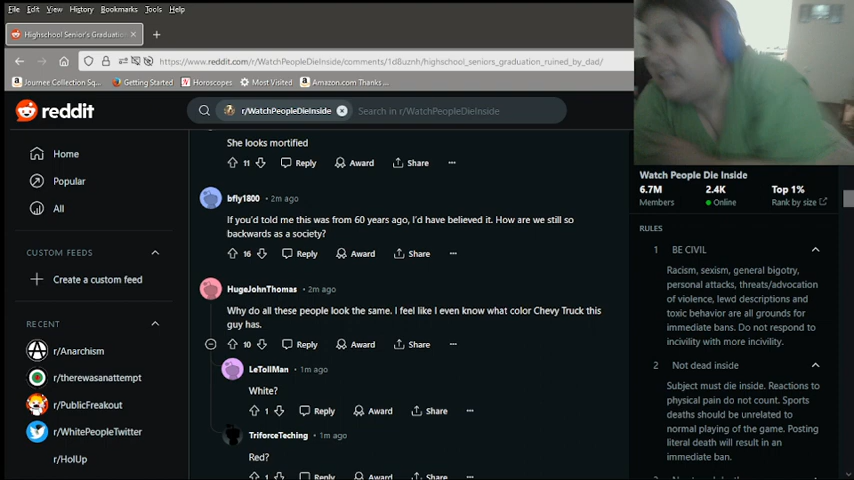 File Edit View History Bookmarks Tools Help
Highschool Senior's Graduation
https://www.reddit.com/r/WatchPeopleDieInside/comments/1d8uznh/highschool_seniors_graduation_ruined_by_dad/
Journee Collection Sq... Getting Started Horoscopes Most Visited Amazon.com Thanks ...
reddit
r/WatchPeopleDieInside Search in r/WatchPeopleDieInside
Home
Popular
All
CUSTOM FEEDS
Create a custom feed
RECENT
r/Anarchism
r/therewasanattempt
r/PublicFreakout
r/WhitePeopleTwitter
r/HolUp
She looks mortified
11 Reply Award Share
bfly1800 • 2m ago
If you'd told me this was from 60 years ago, I'd have believed it. How are we still so
backwards as a society?
16 Reply Award Share
HugeJohnThomas • 2m ago
Why do all these people look the same. I feel like I even know what color Chevy Truck this
guy has.
10 Reply Award Share
LeTollMan • 1m ago
White?
1 Reply Award Share
TriforceTeching • 1m ago
Red?
1 Reply Award Share
Watch People Die Inside
6.7M 2.4K Top 1%
Members Online Rank by size
RULES
1 BE CIVIL
Racism, sexism, general bigotry,
personal attacks, threats/advocation
of violence, lewd descriptions and
toxic behavior are all grounds for
immediate bans. Do not respond to
incivility with more incivility.
2 Not dead inside
Subject must die inside. Reactions to
physical pain do not count. Sports
deaths should be unrelated to
normal playing of the game. Posting
literal death will result in an
immediate ban.